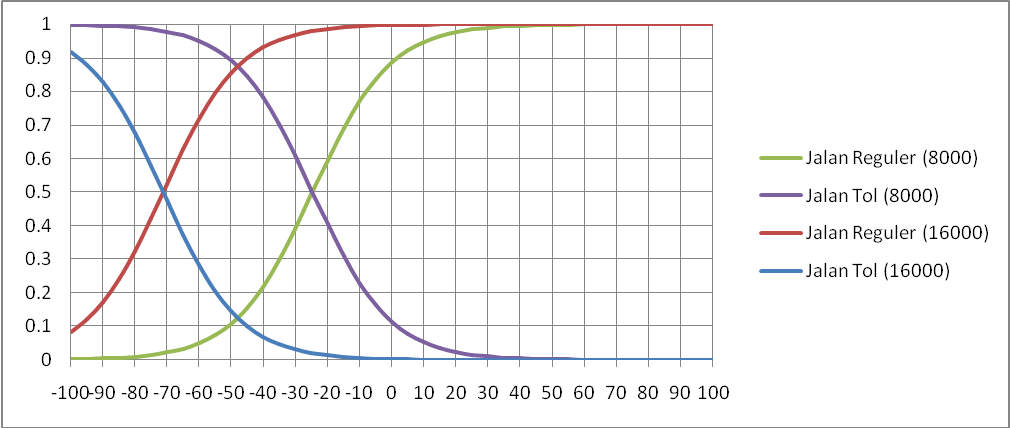 1
0.9
0.8
0.7
0.6
0.5
0.4
0.3
0.2
0.1
0
-100 -90 -80 -70 -60 -50 -40 -30 -20 -10 0 10 20 30 40 50 60 70 80 90 100
Jalan Reguler (8000)
Jalan Tol (8000)
Jalan Reguler (16000)
Jalan Tol (16000)